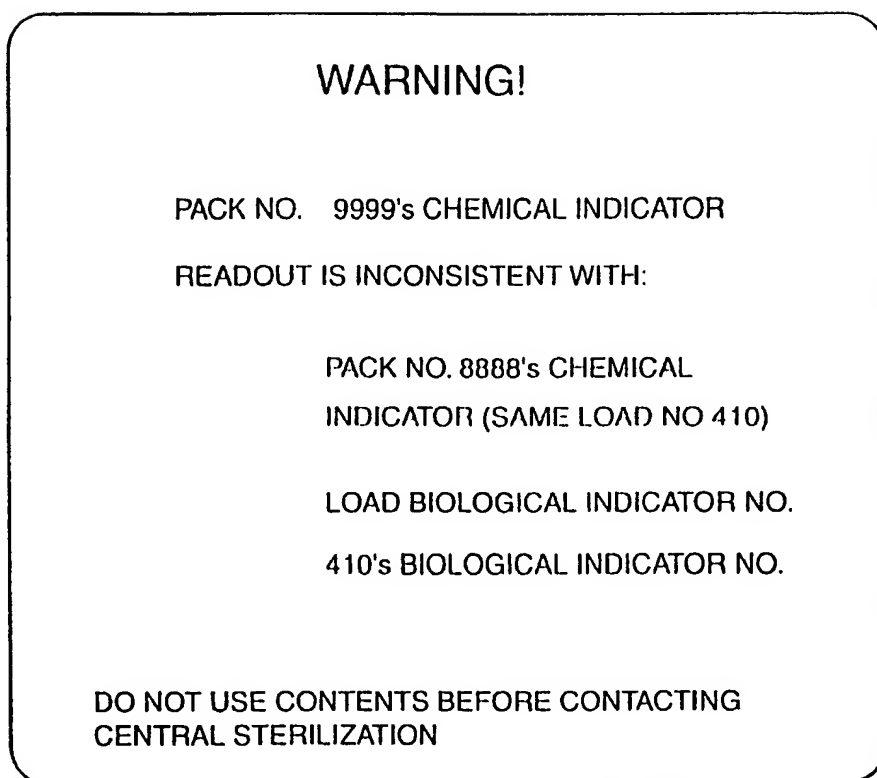 WARNING!
PACK NO. 9999's CHEMICAL INDICATOR
READOUT IS INCONSISTENT WITH:
PACK NO. 8888's CHEMICAL
INDICATOR (SAME LOAD NO 410)
LOAD BIOLOGICAL INDICATOR NO.
410's BIOLOGICAL INDICATOR NO.
DO NOT USE CONTENTS BEFORE CONTACTING
CENTRAL STERILIZATION